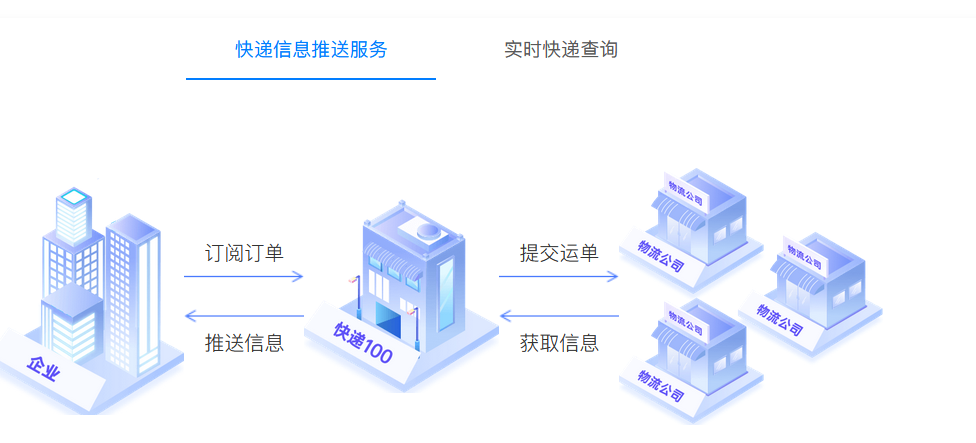 快递信息推送服务
实时快递查询
订阅订单
推送信息
提交运单
获取信息
企业
快递100
物流公司
物流公司
物流公司
物流公司
物流公司
物流公司